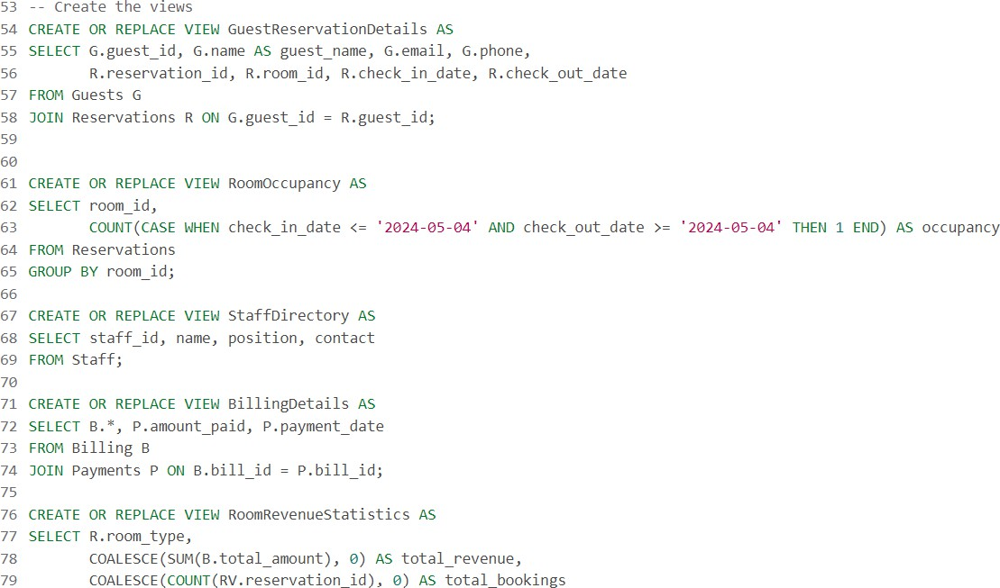 53 -- Create the views
54 CREATE OR REPLACE VIEW GuestReservationDetails AS
55 SELECT G.guest_id, G.name AS guest_name, G.email, G.phone,
56        R.reservation_id, R.room_id, R.check_in_date, R.check_out_date
57 FROM Guests G
58 JOIN Reservations R ON G.guest_id = R.guest_id;
59
60
61 CREATE OR REPLACE VIEW RoomOccupancy AS
62 SELECT room_id,
63        COUNT(CASE WHEN check_in_date <= '2024-05-04' AND check_out_date >= '2024-05-04' THEN 1 END) AS occupancy
64 FROM Reservations
65 GROUP BY room_id;
66
67 CREATE OR REPLACE VIEW StaffDirectory AS
68 SELECT staff_id, name, position, contact
69 FROM Staff;
70
71 CREATE OR REPLACE VIEW BillingDetails AS
72 SELECT B.*, P.amount_paid, P.payment_date
73 FROM Billing B
74 JOIN Payments P ON B.bill_id = P.bill_id;
75
76 CREATE OR REPLACE VIEW RoomRevenueStatistics AS
77 SELECT R.room_type,
78        COALESCE(SUM(B.total_amount), 0) AS total_revenue,
79        COALESCE(COUNT(RV.reservation_id), 0) AS total_bookings